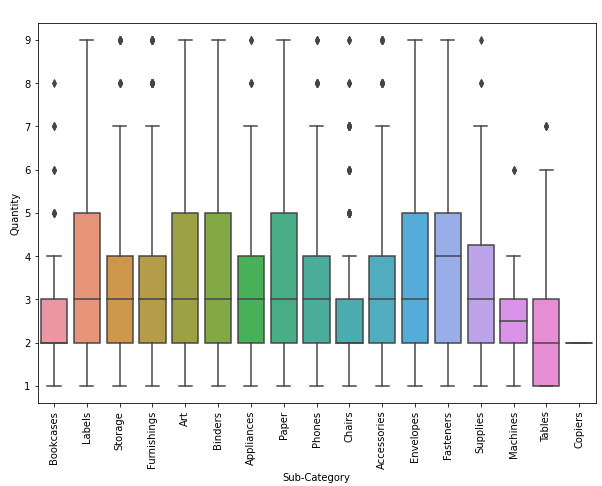 9
8
7
6
5
4
3
2
1
Quantity
Bookcases
Labels
Storage
Furnishings
Art
Binders
Appliances
Paper
Phones
Chairs
Accessories
Envelopes
Fasteners
Supplies
Machines
Tables
Copiers
Sub-Category